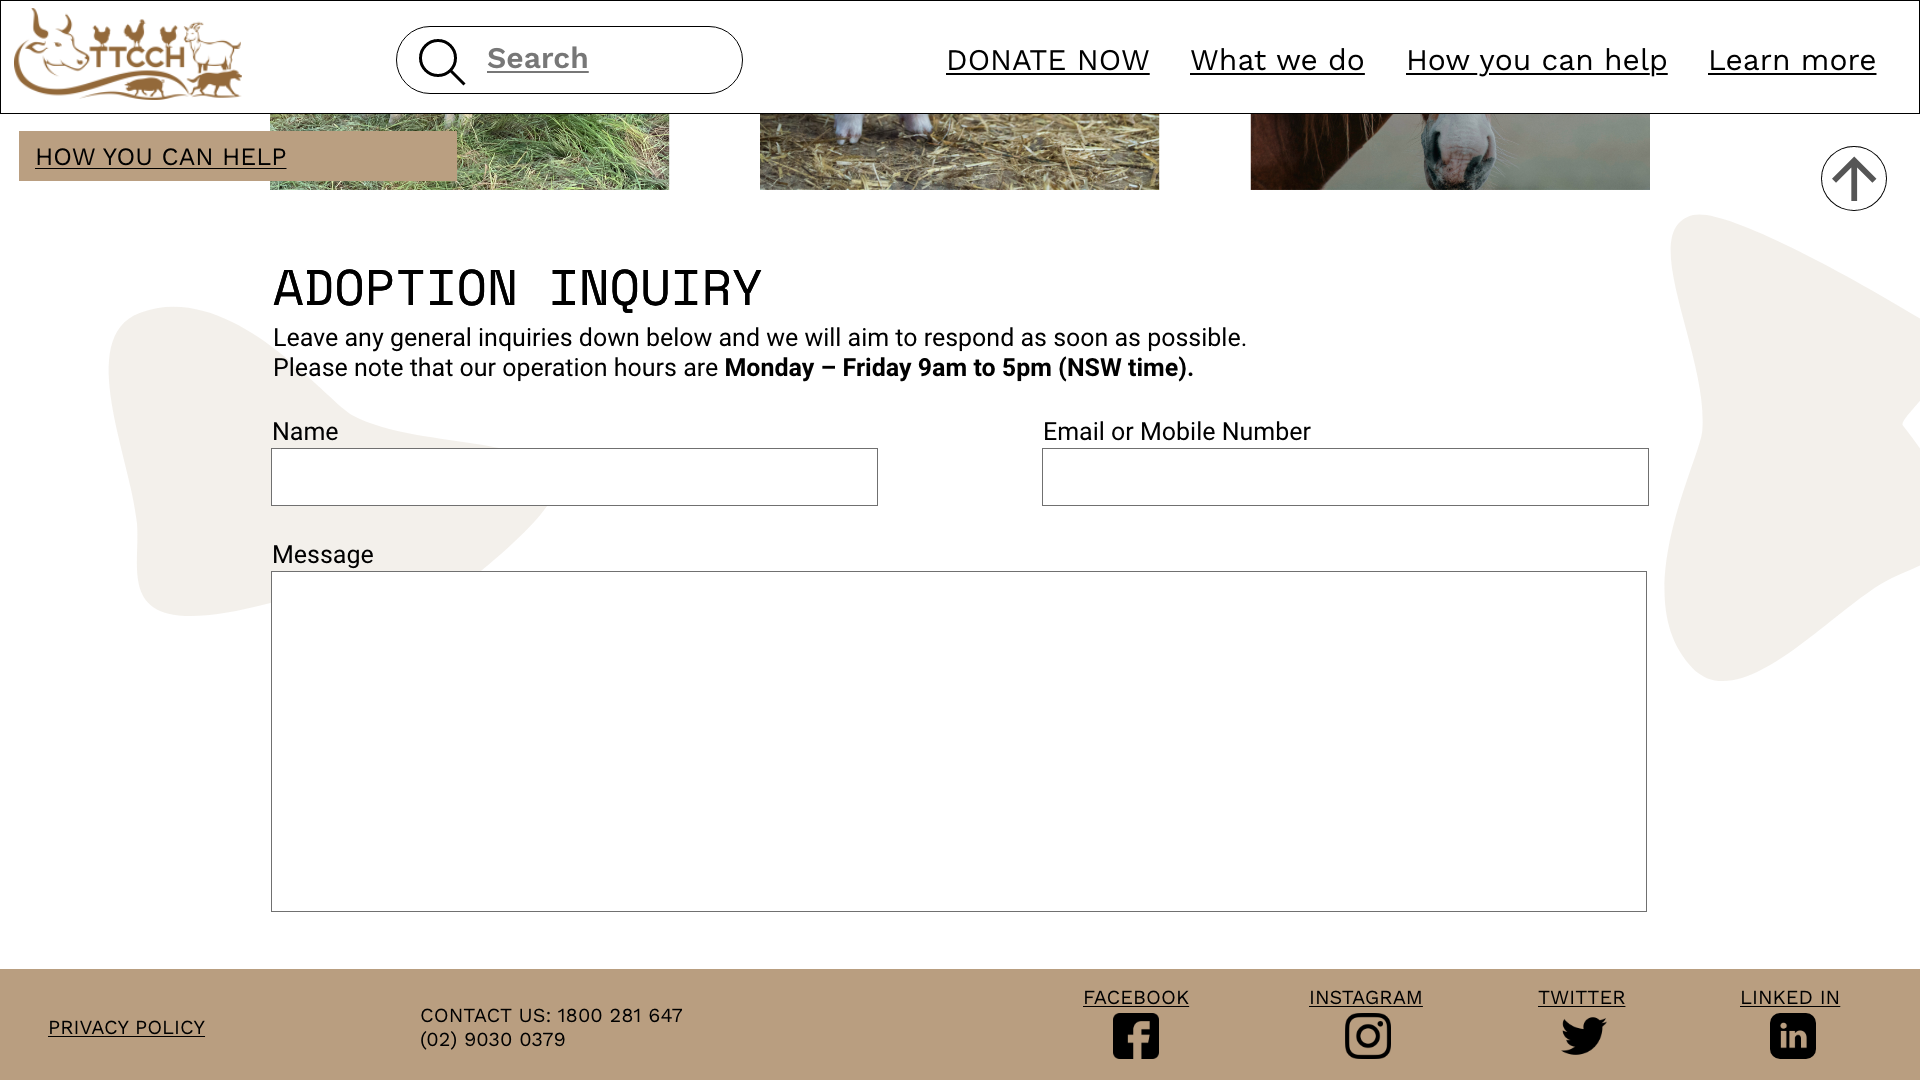 TTCCH
Search
DONATE NOW
What we do
How you can help
Learn more
HOW YOU CAN HELP
ADOPTION INQUIRY
Leave any general inquiries down below and we will aim to respond as soon as possible.
Please note that our operation hours are Monday – Friday 9am to 5pm (NSW time).
Name
Email or Mobile Number
Message
PRIVACY POLICY
CONTACT US: 1800 281 647
(02) 9030 0379
FACEBOOK
INSTAGRAM
TWITTER
LINKED IN